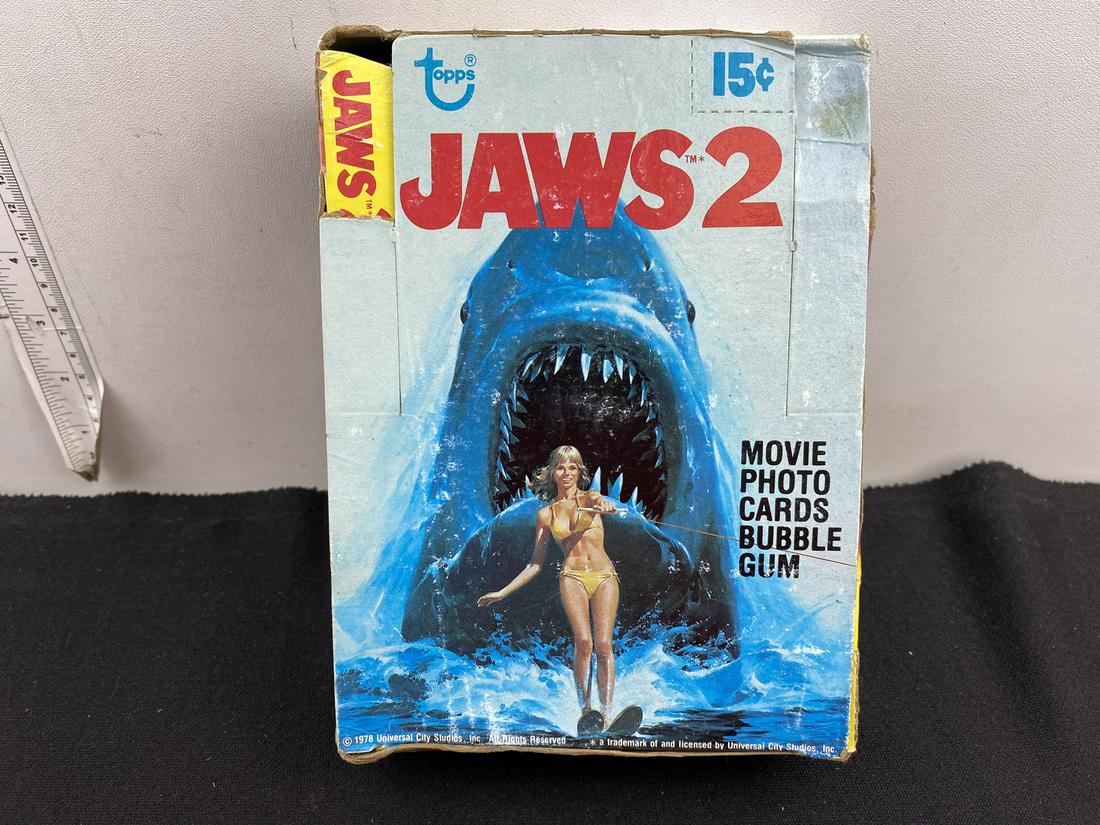 topps®
15¢
JAWS™*2
JAWS™*
MOVIE
PHOTO
CARDS
BUBBLE
GUM
© 1978 Universal City Studios, Inc. All Rights Reserved
* a trademark of and licensed by Universal City Studios, Inc.